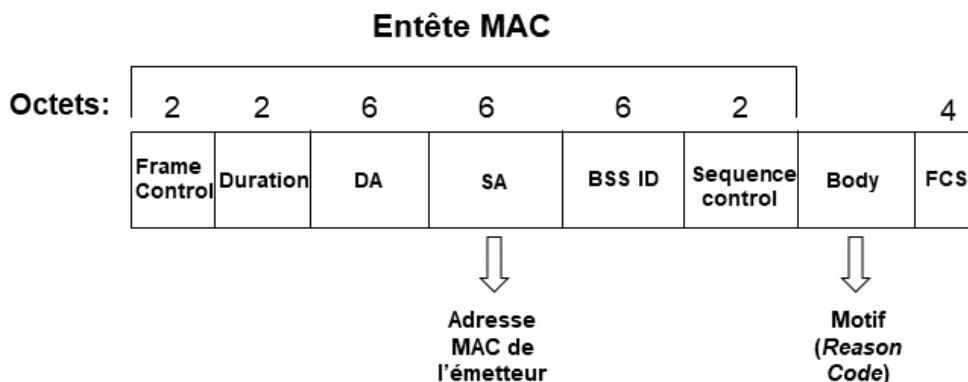 Entête MAC
Octets: 2 2 6 6 6 2 4
Frame Control Duration DA SA BSS ID Sequence control Body FCS
Adresse MAC de l'émetteur
Motif (Reason Code)